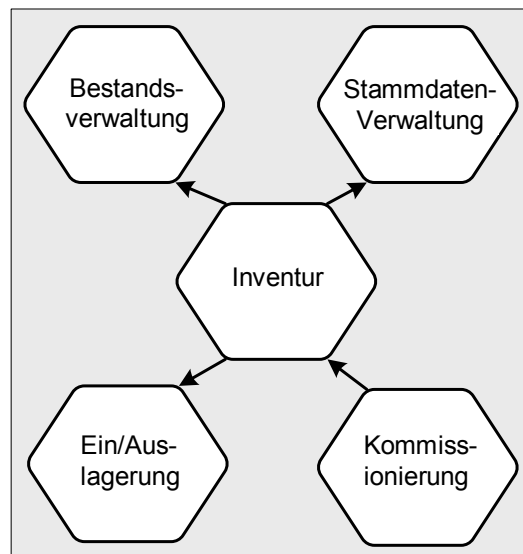 Bestands-
verwaltung
Stammdaten-
Verwaltung
Inventur
Ein/Aus-
lagerung
Kommiss-
ionierung